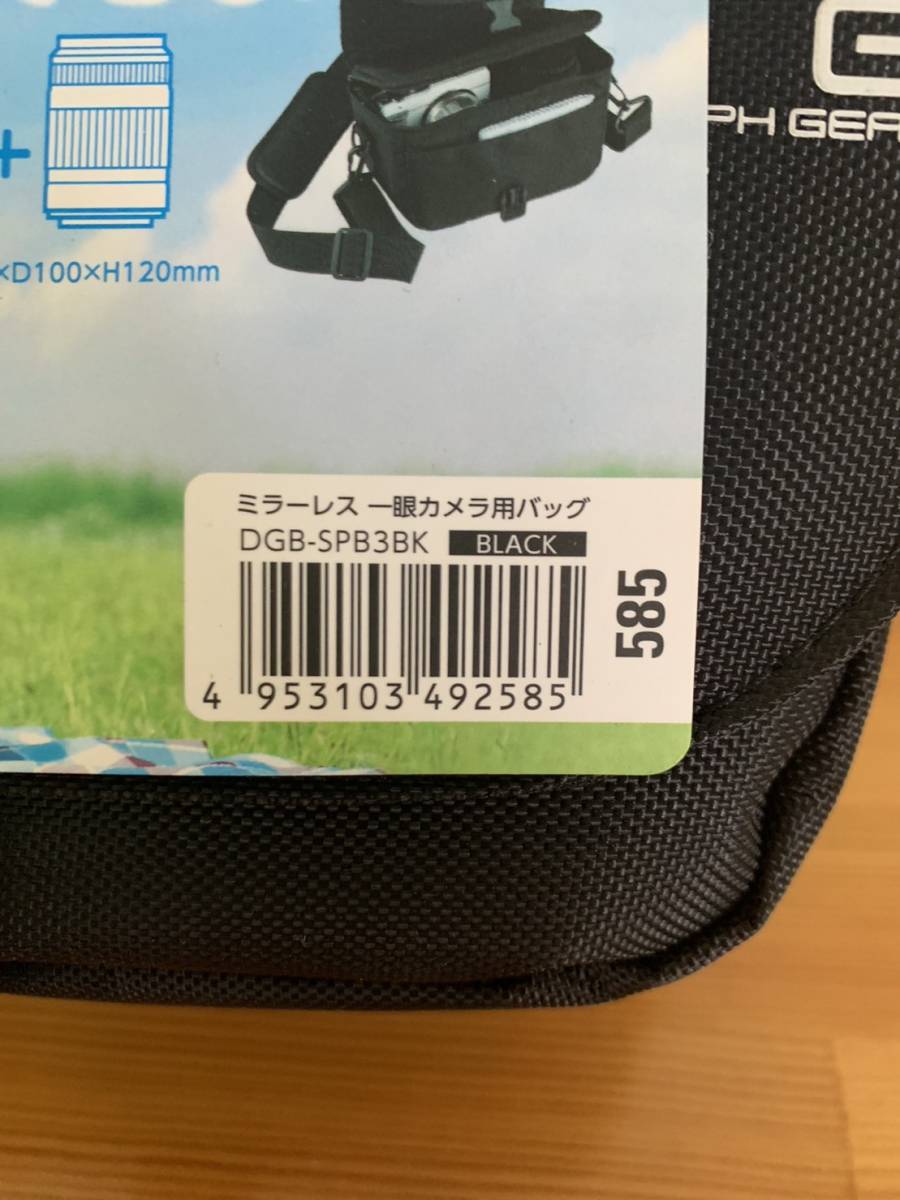 +
×D100×H120mm
PH GEA
ミラーレス一眼カメラ用バッグ
DGB-SPB3BK BLACK
585
4 953103 492585